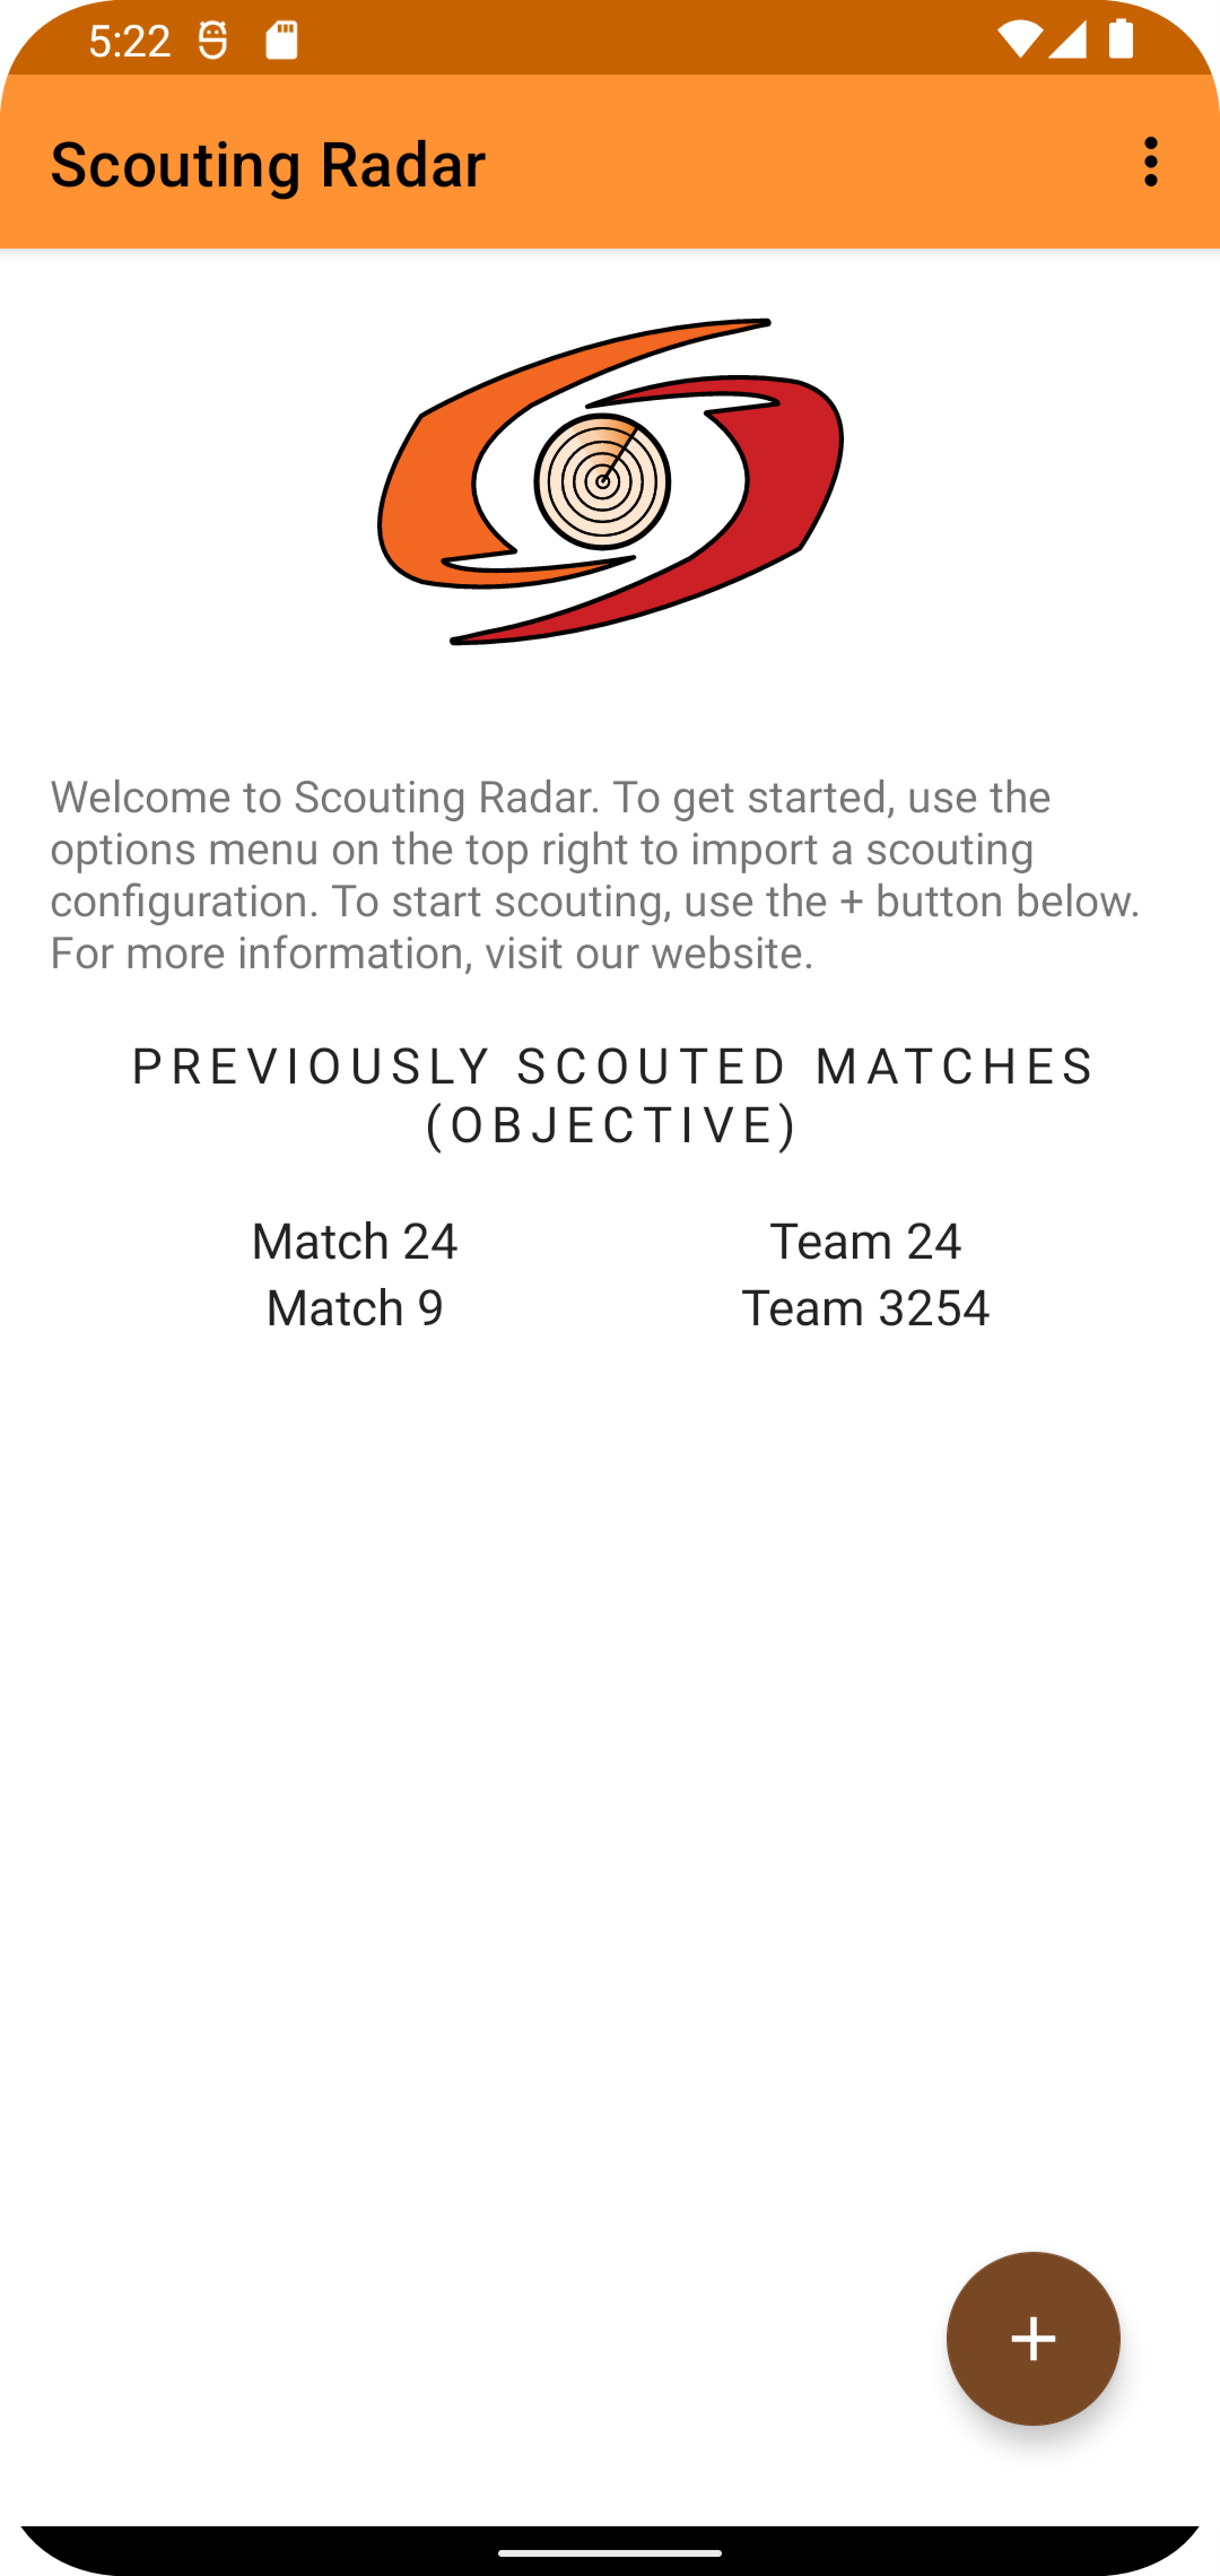 5:22
Scouting Radar
Welcome to Scouting Radar. To get started, use the
options menu on the top right to import a scouting
configuration. To start scouting, use the + button below.
For more information, visit our website.
PREVIOUSLY SCOUTED MATCHES
(OBJECTIVE)
Match 24 Team 24
Match 9 Team 3254
+